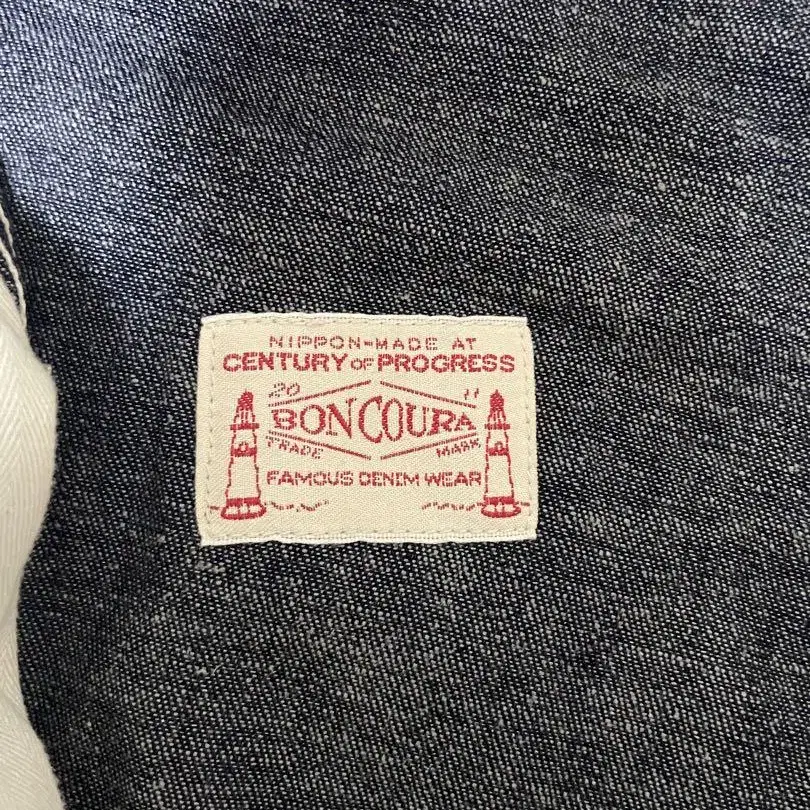 NIPPON-MADE AT
CENTURY OF PROGRESS
20 11
BONCOURA
TRADE MARK
FAMOUS DENIM WEAR